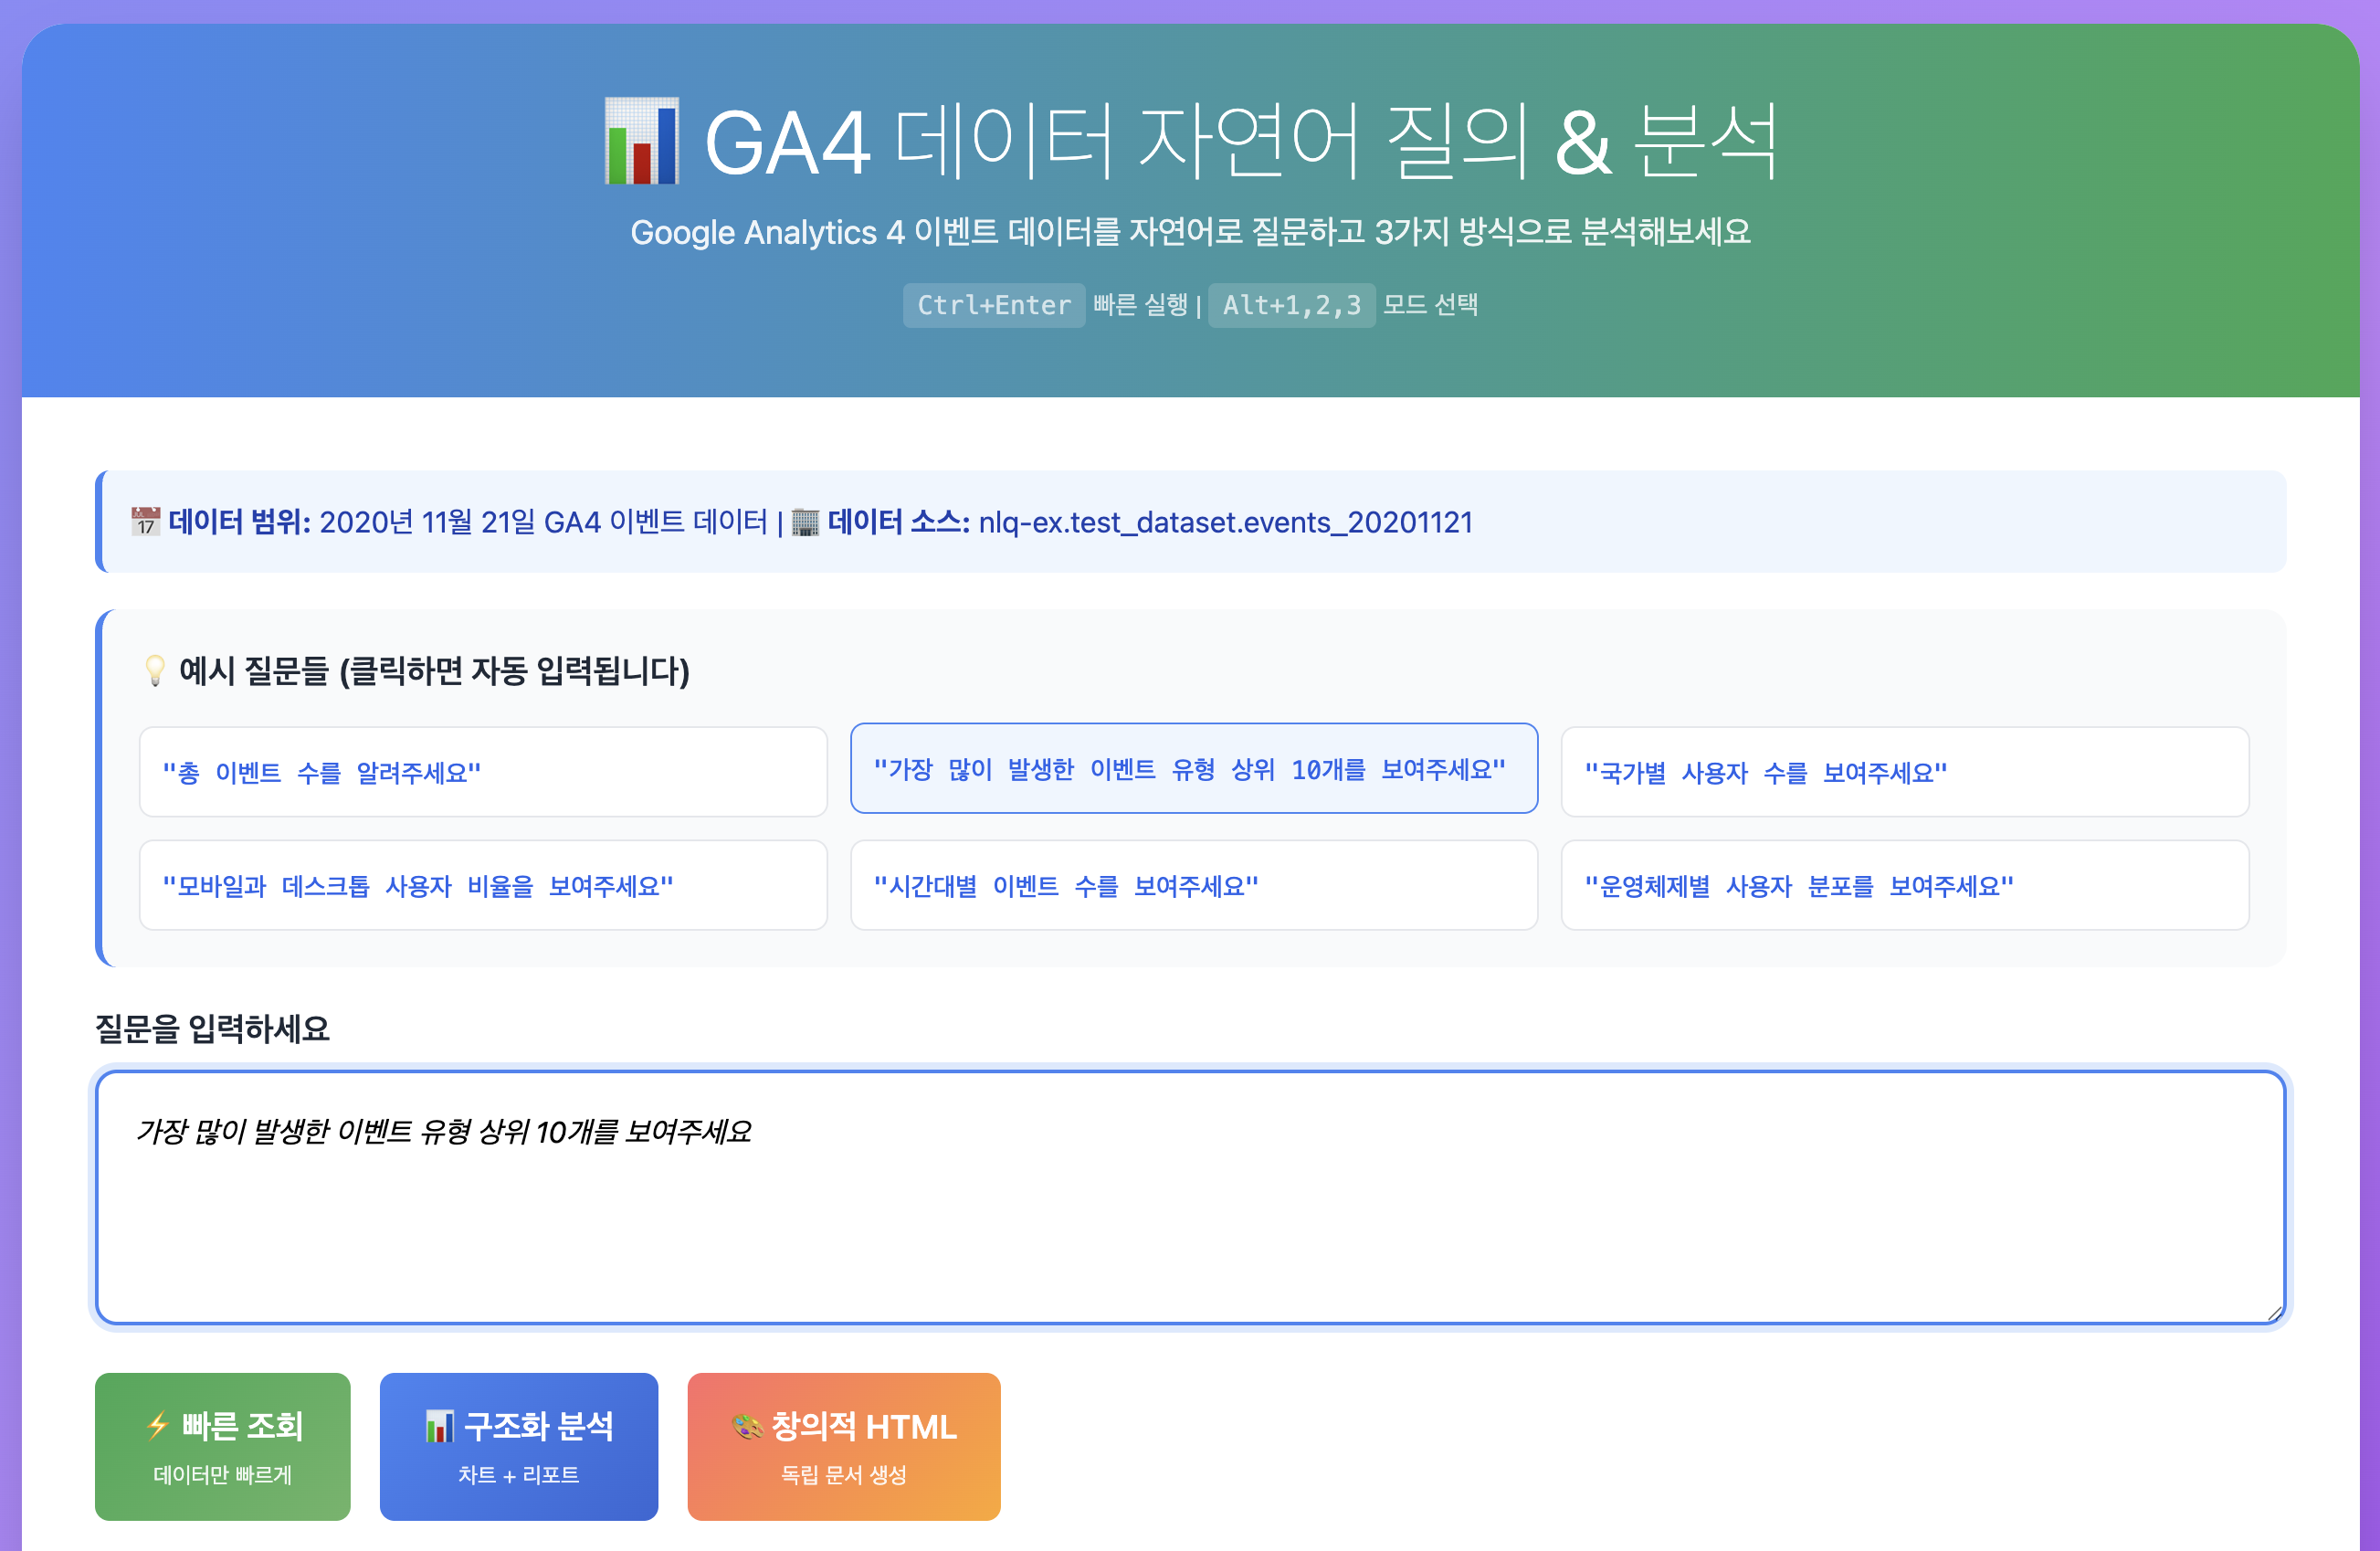 GA4 데이터 자연어 질의 & 분석
Google Analytics 4 이벤트 데이터를 자연어로 질문하고 3가지 방식으로 분석해보세요
Ctrl+Enter 빠른 실행 | Alt+1,2,3 모드 선택
17 데이터 범위: 2020년 11월 21일 GA4 이벤트 데이터 | 데이터 소스: nlq-ex.test_dataset.events_20201121
예시 질문들 (클릭하면 자동 입력됩니다)
"총 이벤트 수를 알려주세요"
"가장 많이 발생한 이벤트 유형 상위 10개를 보여주세요"
"국가별 사용자 수를 보여주세요"
"모바일과 데스크톱 사용자 비율을 보여주세요"
"시간대별 이벤트 수를 보여주세요"
"운영체제별 사용자 분포를 보여주세요"
질문을 입력하세요
가장 많이 발생한 이벤트 유형 상위 10개를 보여주세요
빠른 조회
데이터만 빠르게
구조화 분석
차트 + 리포트
창의적 HTML
독립 문서 생성